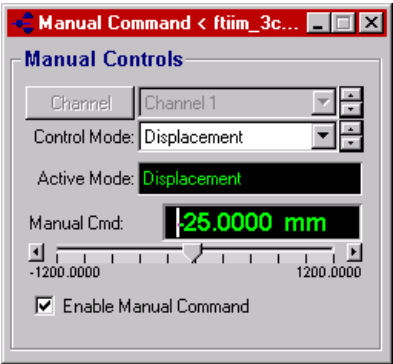 Manual Command < ftiim_3c...
Manual Controls
Channel
Channel 1
Control Mode:
Displacement
Active Mode:
Displacement
Manual Cmd:
-25.0000 mm
-1200.0000
1200.0000
Enable Manual Command